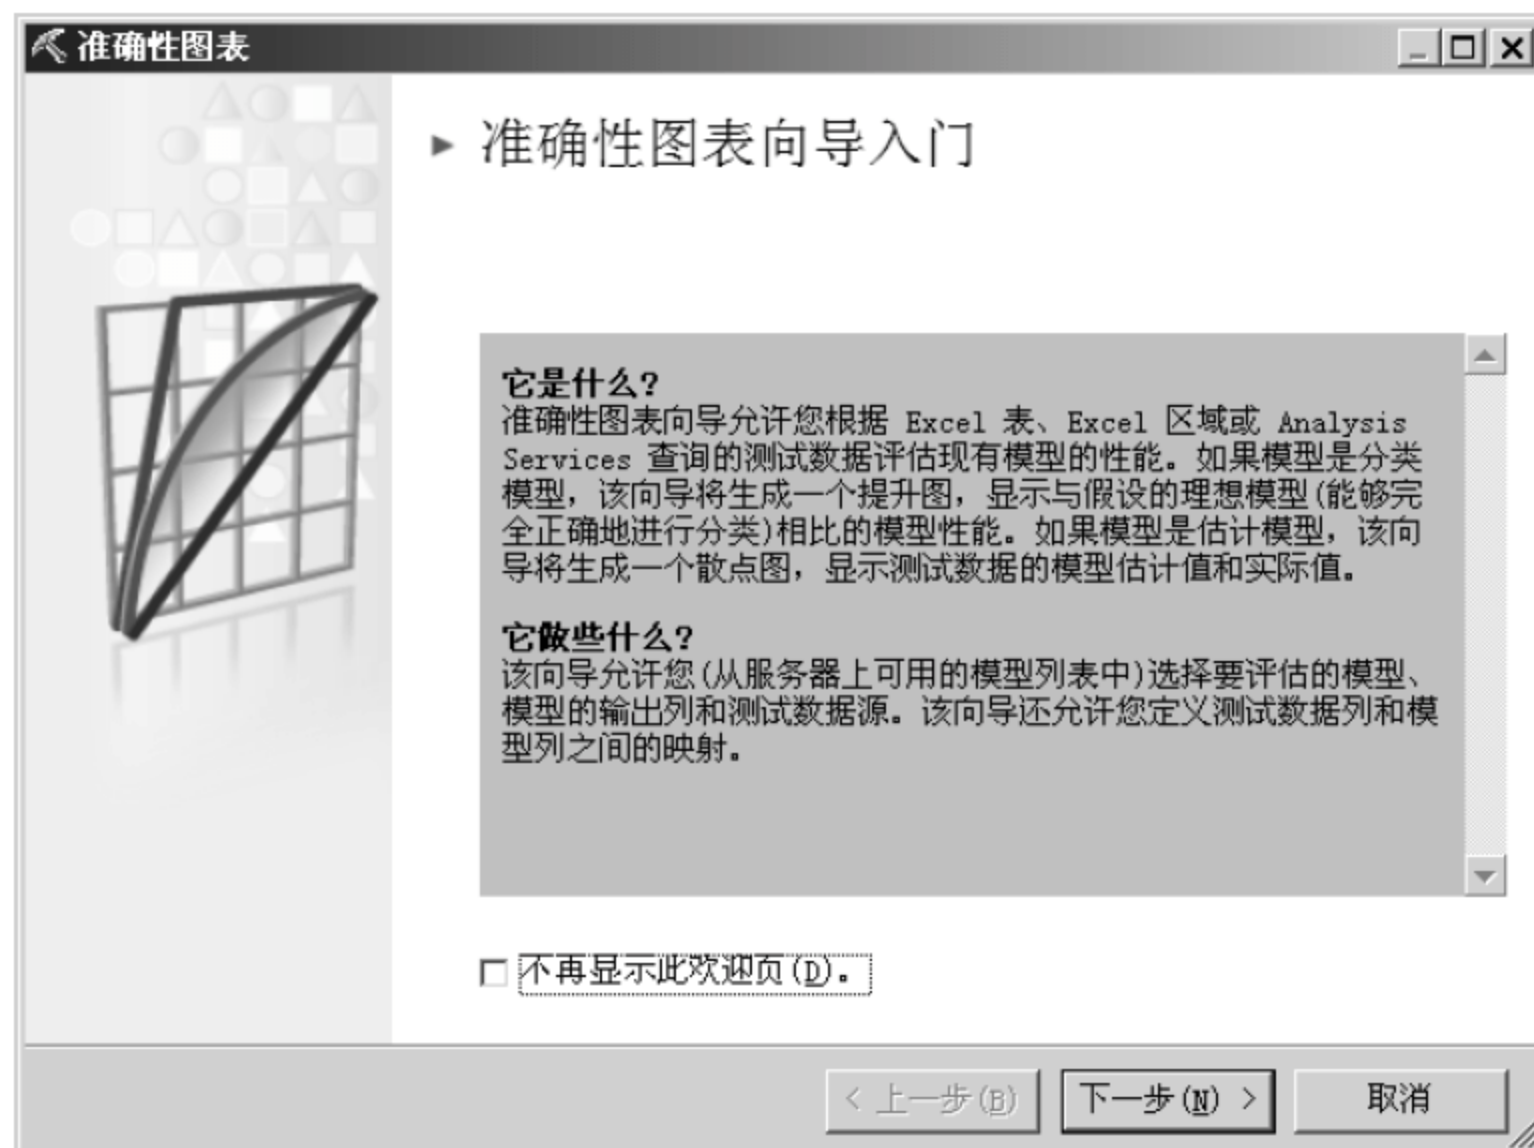 准确性图表
准确性图表向导入门
它是什么?
准确性图表向导允许您根据 Excel 表、Excel 区域或 Analysis
Services 查询的测试数据评估现有模型的性能。如果模型是分类
模型，该向导将生成一个提升图，显示与假设的理想模型(能够完
全正确地进行分类)相比的模型性能。如果模型是估计模型，该向
导将生成一个散点图，显示测试数据的模型估计值和实际值。
它做些什么?
该向导允许您(从服务器上可用的模型列表中)选择要评估的模型、
模型的输出列和测试数据源。该向导还允许您定义测试数据列和模
型列之间的映射。
不再显示此欢迎页(D)。
< 上一步(B)
下一步(N) >
取消